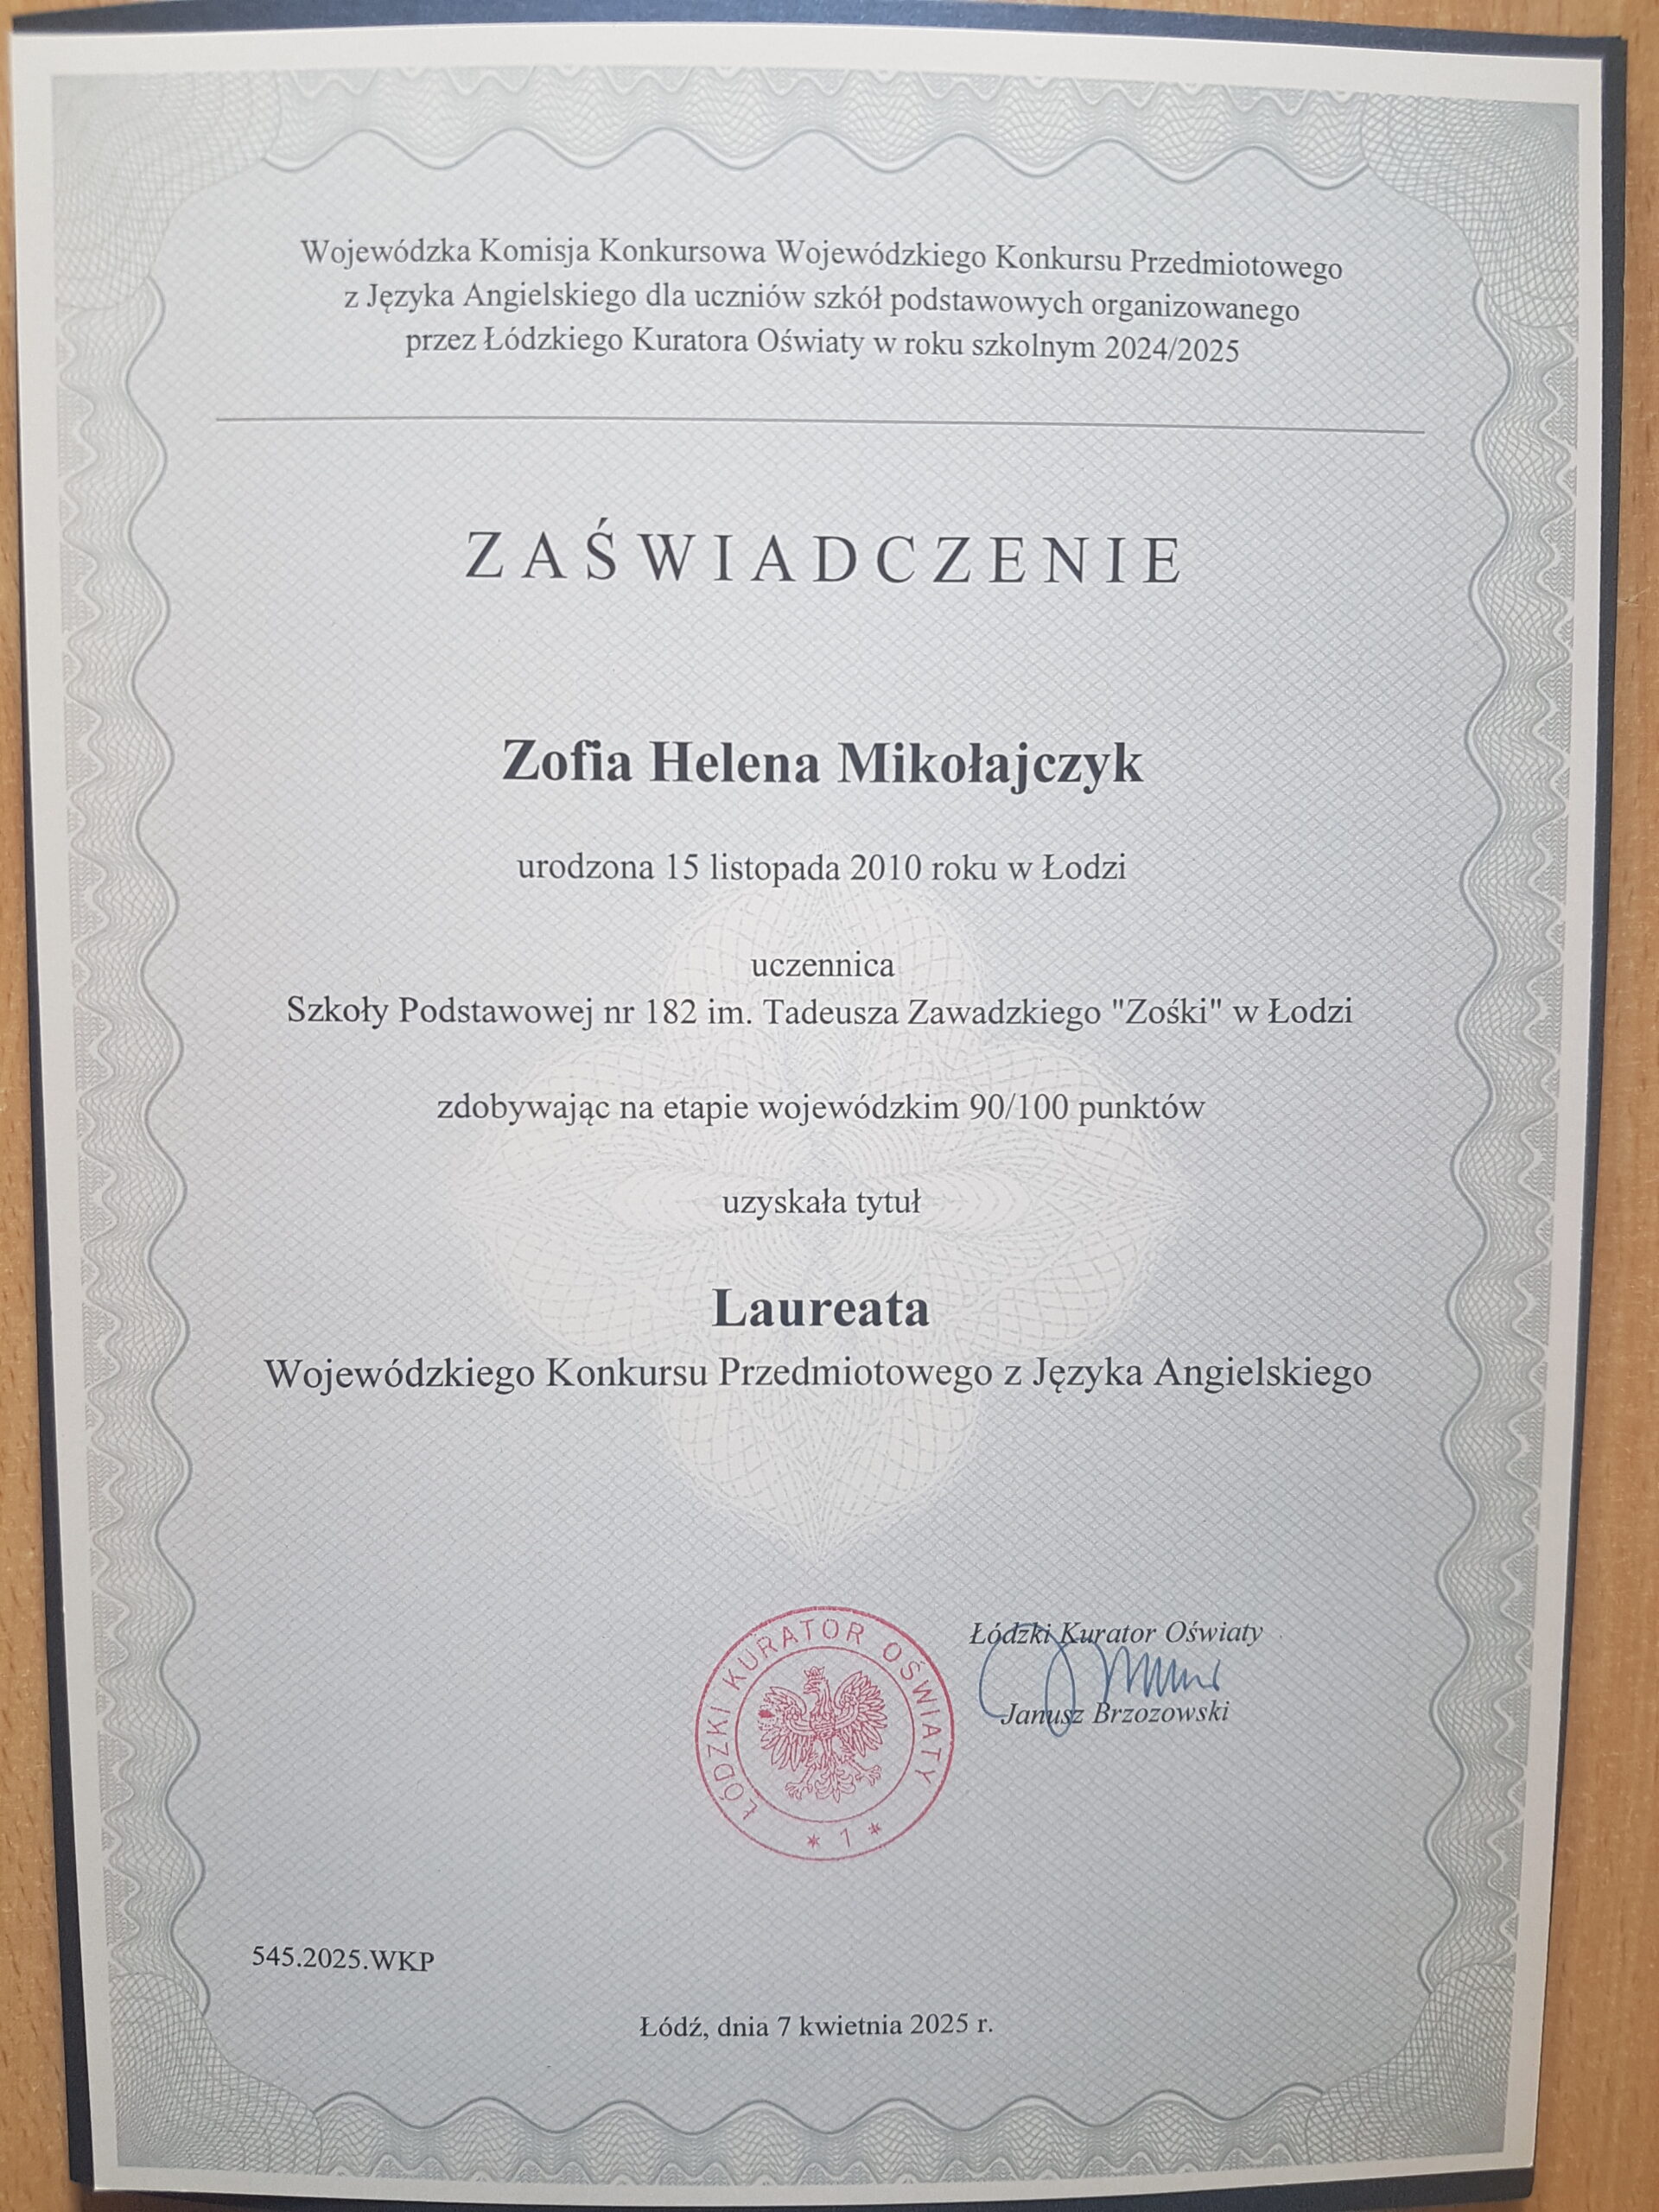 Wojewódzka Komisja Konkursowa Wojewódzkiego Konkursu Przedmiotowego
z Języka Angielskiego dla uczniów szkół podstawowych organizowanego
przez Łódzkiego Kuratora Oświaty w roku szkolnym 2024/2025
ZAŚWIADCZENIE
Zofia Helena Mikołajczyk
urodzona 15 listopada 2010 roku w Łodzi
uczennica
Szkoły Podstawowej nr 182 im. Tadeusza Zawadzkiego "Zośki" w Łodzi
zdobywając na etapie wojewódzkim 90/100 punktów
uzyskała tytuł
Laureata
Wojewódzkiego Konkursu Przedmiotowego z Języka Angielskiego
ŁÓDZKI KURATOR OŚWIATY
* 1 *
Łódzki Kurator Oświaty
Janusz Brzozowski
545.2025.WKP
Łódź, dnia 7 kwietnia 2025 r.